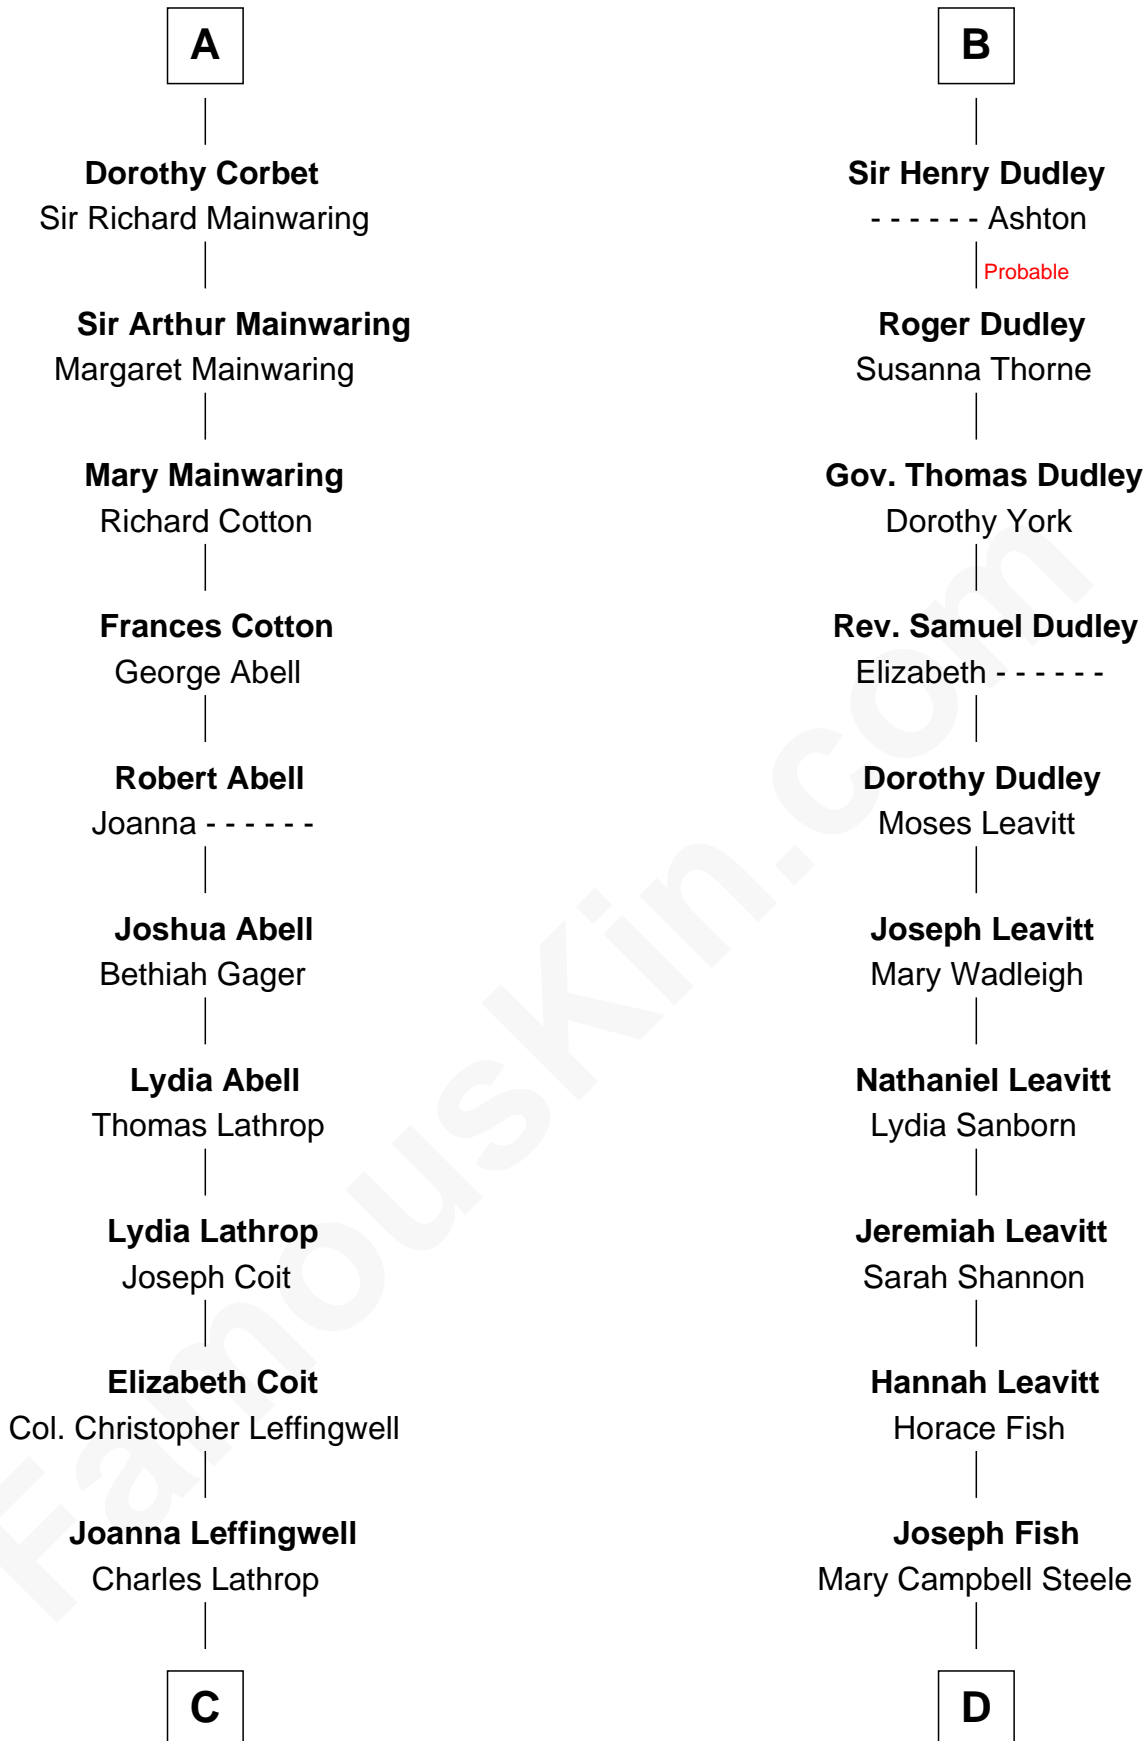 A
Dorothy Corbet
Sir Richard Mainwaring
Sir Arthur Mainwaring
Margaret Mainwaring
Mary Mainwaring
Richard Cotton
Frances Cotton
George Abell
Robert Abell
Joanna - - - - - -
Joshua Abell
Bethiah Gager
Lydia Abell
Thomas Lathrop
Lydia Lathrop
Joseph Coit
Elizabeth Coit
Col. Christopher Leffingwell
Joanna Leffingwell
Charles Lathrop
C
B
Sir Henry Dudley
- - - - - - Ashton
Probable
Roger Dudley
Susanna Thorne
Gov. Thomas Dudley
Dorothy York
Rev. Samuel Dudley
Elizabeth - - - - - -
Dorothy Dudley
Moses Leavitt
Joseph Leavitt
Mary Wadleigh
Nathaniel Leavitt
Lydia Sanborn
Jeremiah Leavitt
Sarah Shannon
Hannah Leavitt
Horace Fish
Joseph Fish
Mary Campbell Steele
D
FamousKin.com